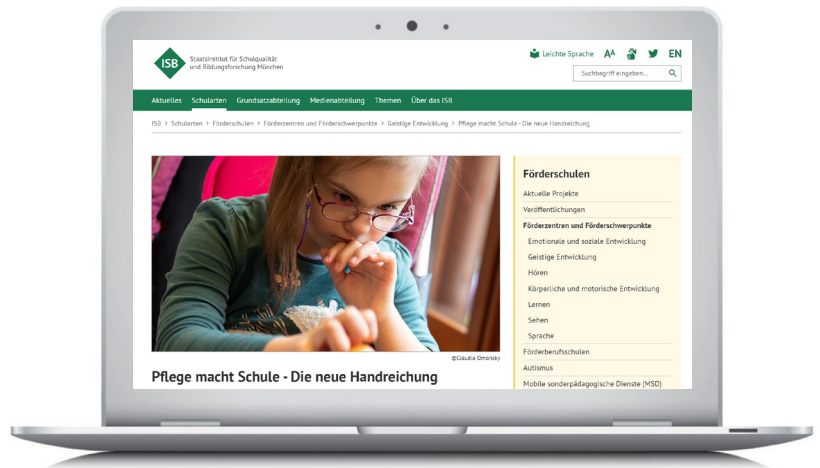 Leichte Sprache AA EN
ISB Staatsinstitut für Schulqualität
und Bildungsforschung München
Suchbegriff eingeben...
Aktuelles Schularten Grundsatzabteilung Medienabteilung Themen Über das ISB
ISB > Schularten > Förderschulen > Förderzentren und Förderschwerpunkte > Geistige Entwicklung > Pflege macht Schule - Die neue Handreichung
©Claudia Omonsky
Pflege macht Schule - Die neue Handreichung
Förderschulen
Aktuelle Projekte
Veröffentlichungen
Förderzentren und Förderschwerpunkte
Emotionale und soziale Entwicklung
Geistige Entwicklung
Hören
Körperliche und motorische Entwicklung
Lernen
Sehen
Sprache
Förderberufsschulen
Autismus
Mobile sonderpädagogische Dienste (MSD)